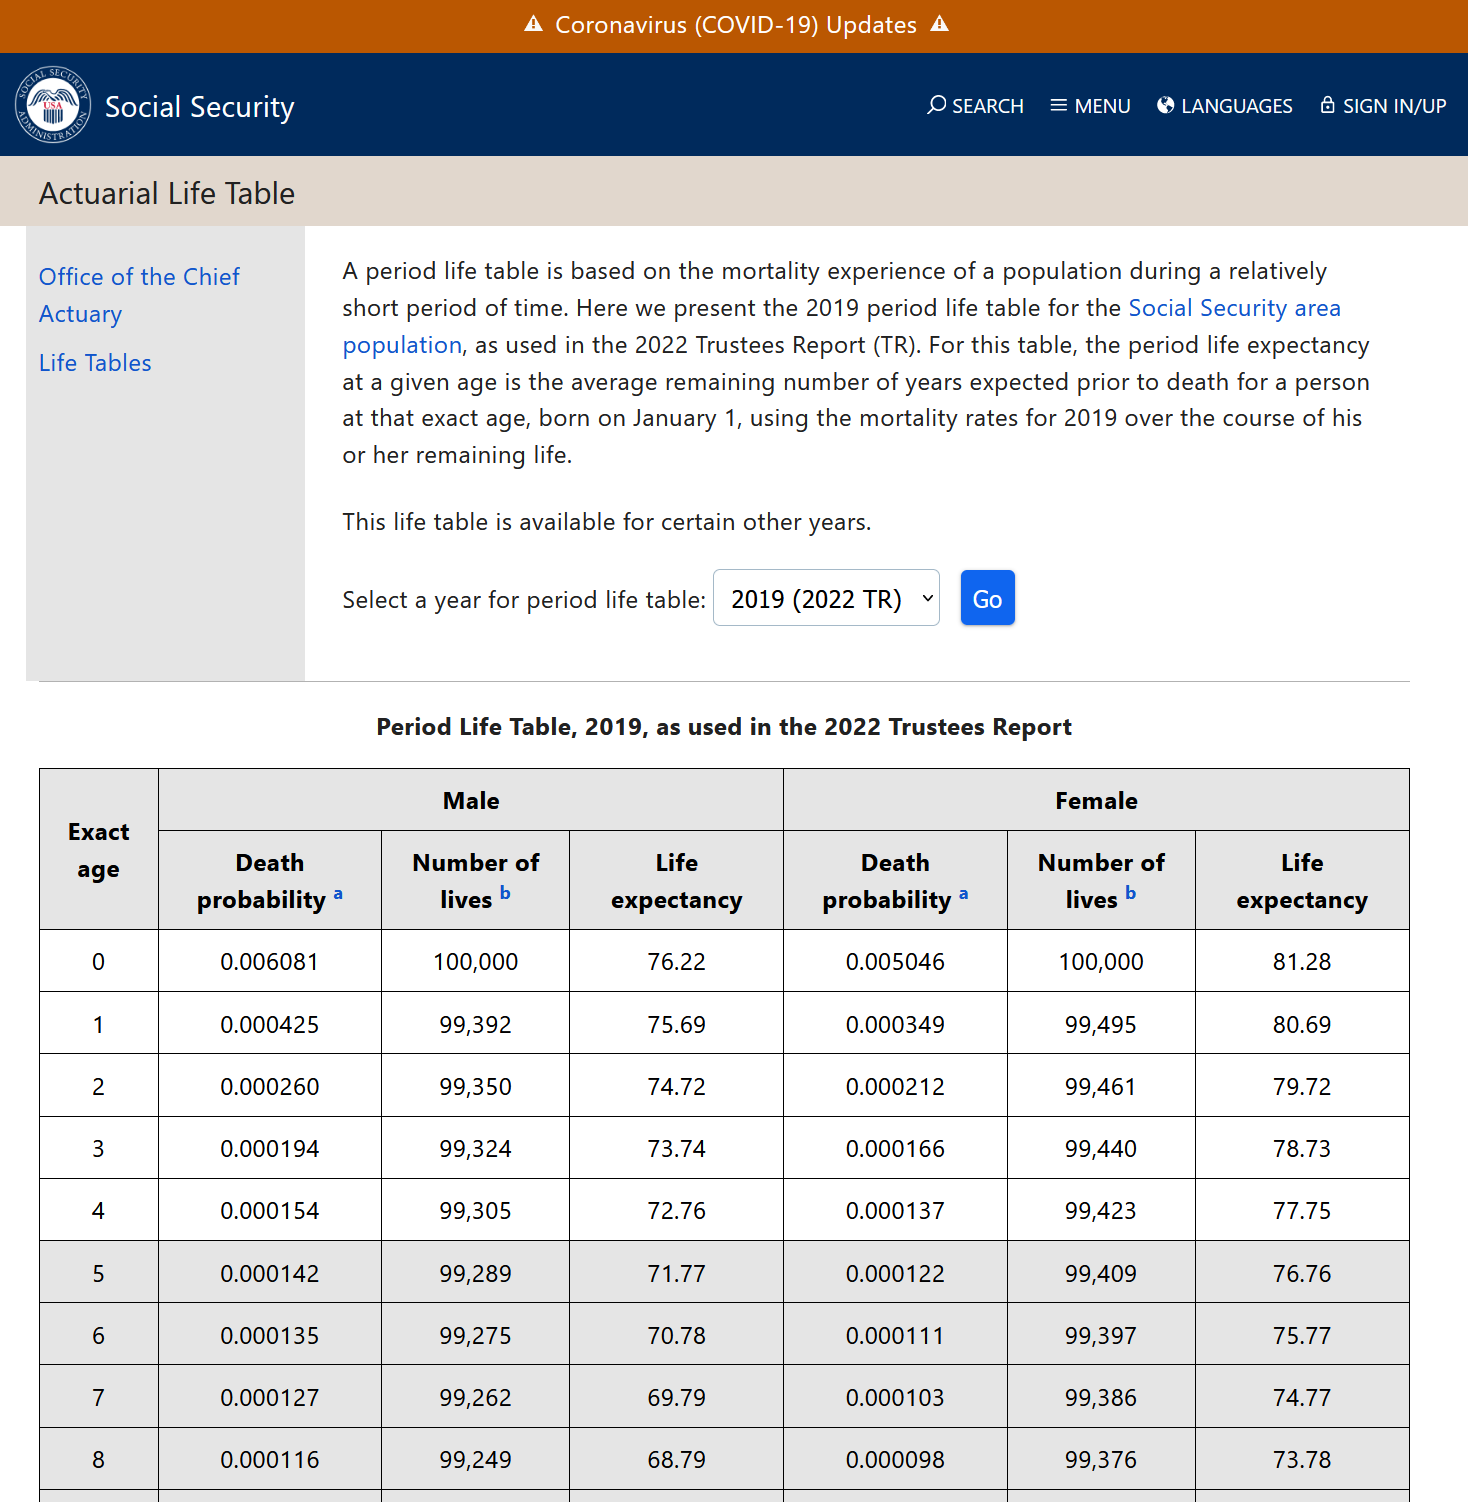 Coronavirus (COVID-19) Updates
SOCIAL SECURITY ADMINISTRATION
USA
Social Security
SEARCH
MENU
LANGUAGES
SIGN IN/UP
Actuarial Life Table
Office of the Chief
Actuary
Life Tables
A period life table is based on the mortality experience of a population during a relatively
short period of time. Here we present the 2019 period life table for the Social Security area
population, as used in the 2022 Trustees Report (TR). For this table, the period life expectancy
at a given age is the average remaining number of years expected prior to death for a person
at that exact age, born on January 1, using the mortality rates for 2019 over the course of his
or her remaining life.
This life table is available for certain other years.
Select a year for period life table: 2019 (2022 TR) Go
Period Life Table, 2019, as used in the 2022 Trustees Report
Exact
age
Male
Female
Death
probability a
Number of
lives b
Life
expectancy
Death
probability a
Number of
lives b
Life
expectancy
0 0.006081 100,000 76.22 0.005046 100,000 81.28
1 0.000425 99,392 75.69 0.000349 99,495 80.69
2 0.000260 99,350 74.72 0.000212 99,461 79.72
3 0.000194 99,324 73.74 0.000166 99,440 78.73
4 0.000154 99,305 72.76 0.000137 99,423 77.75
5 0.000142 99,289 71.77 0.000122 99,409 76.76
6 0.000135 99,275 70.78 0.000111 99,397 75.77
7 0.000127 99,262 69.79 0.000103 99,386 74.77
8 0.000116 99,249 68.79 0.000098 99,376 73.78